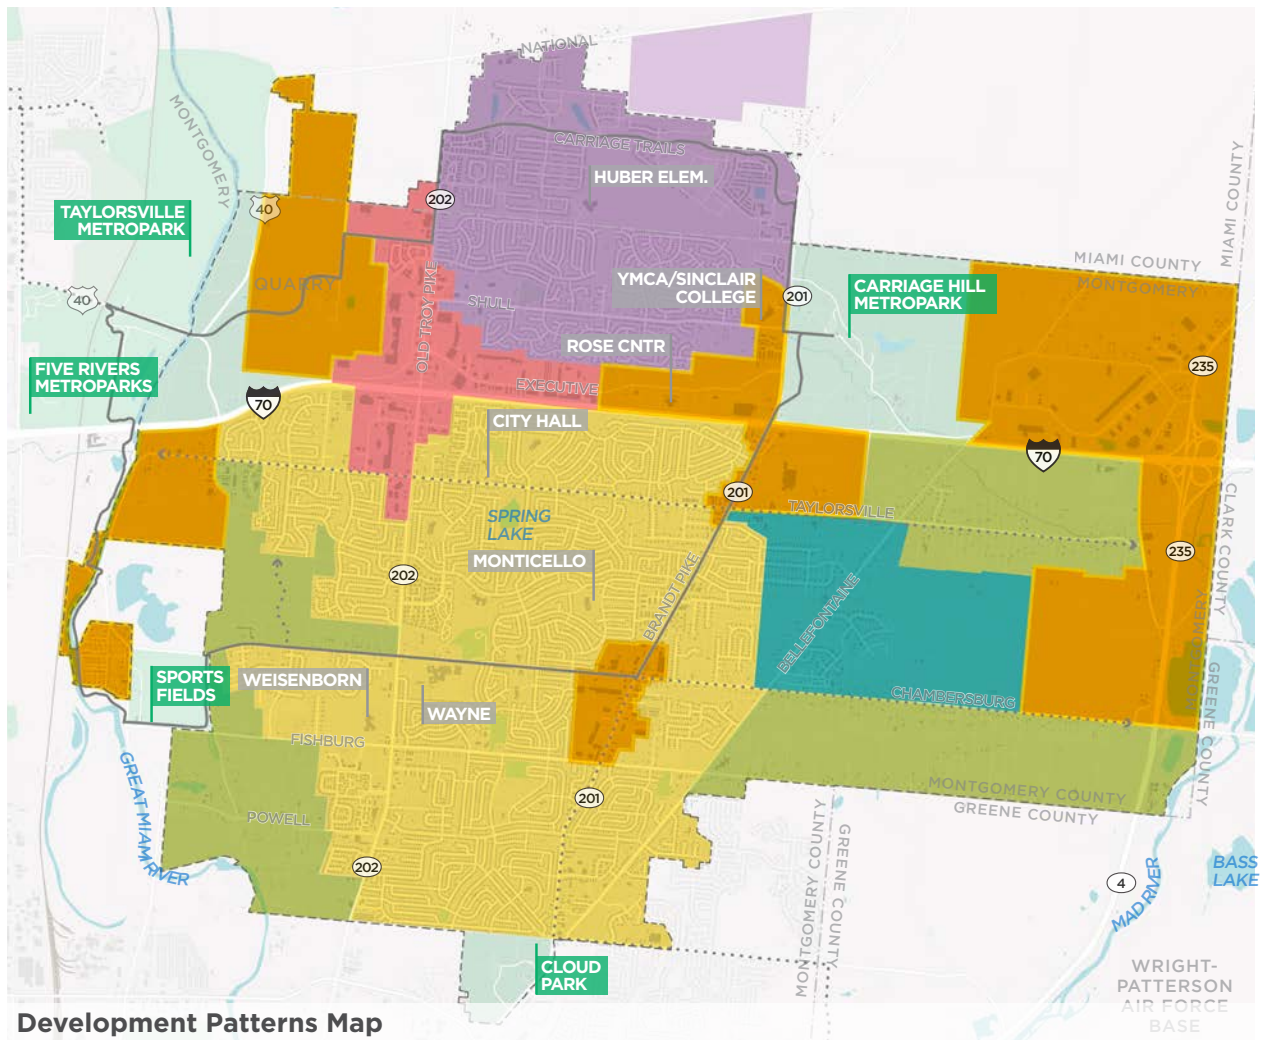 NATIONAL
MONTGOMERY
CARRIAGE TRAILS
HUBER ELEM.
MIAMI COUNTY
202
TAYLORSVILLE
METROPARK
40
MIAMI COUNTY
MONTGOMERY
QUARRY
YMCA/SINCLAIR
COLLEGE
201
CARRIAGE HILL
METROPARK
40
SHULL
OLD TROY PIKE
ROSE CNTR
235
FIVE RIVERS
METROPARKS
EXECUTIVE
70
CITY HALL
70
201
TAYLORSVILLE
SPRING
LAKE
CLARK COUNTY
235
MONTICELLO
202
BRANDT PIKE
BELLEFONTAINE
MONTGOMERY
GREENE COUNTY
SPORTS
FIELDS
WEISENBORN
WAYNE
CHAMBERSBURG
FISHBURG
GREAT MIAMI RIVER
201
MONTGOMERY COUNTY
GREENE COUNTY
POWELL
202
MONTGOMERY COUNTY
GREENE COUNTY
4
MAD RIVER
BASS
LAKE
CLOUD
PARK
WRIGHT-
PATTERSON
AIR FORCE
BASE
Development Patterns Map